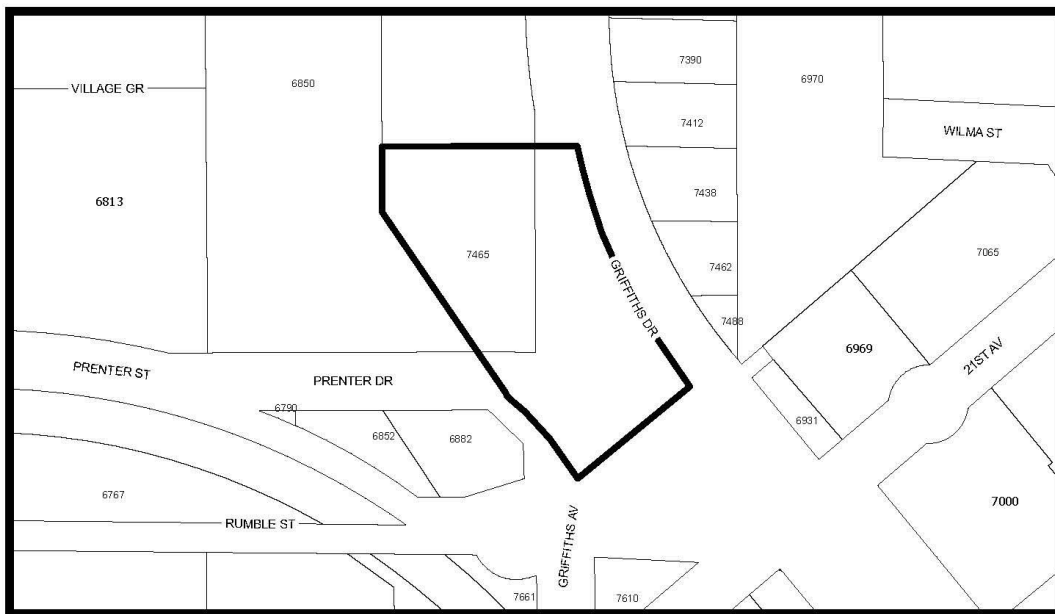 7390
6850
6970
VILLAGE GR
7412
WILMA ST
7438
6813
7465
7065
7462
GRIFFITHS DR
7488
6969
21ST AV
PRENTER ST
PRENTER DR
6790
6931
6852
6882
6767
7000
RUMBLE ST
GRIFFITHS AV
7661
7610